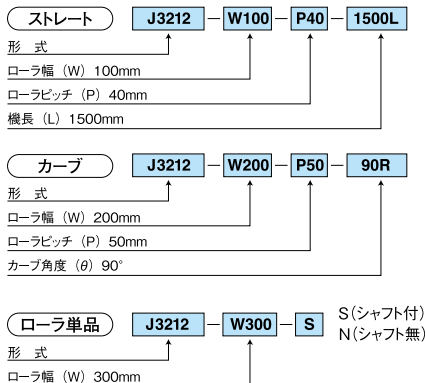 ストレート J3212 − W100 − P40 − 1500L
形　式
ローラ幅（W）100mm
ローラピッチ（P）40mm
機長（L）1500mm
カーブ J3212 − W200 − P50 − 90R
形　式
ローラ幅（W）200mm
ローラピッチ（P）50mm
カーブ角度（θ）90°
ローラ単品 J3212 − W300 − S S（シャフト付）
N（シャフト無）
形　式
ローラ幅（W）300mm